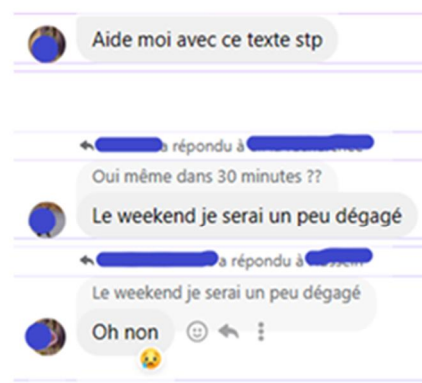 Aide moi avec ce texte stp
a répondu à
Oui même dans 30 minutes ??
Le weekend je serai un peu dégagé
a répondu à
Le weekend je serai un peu dégagé
Oh non